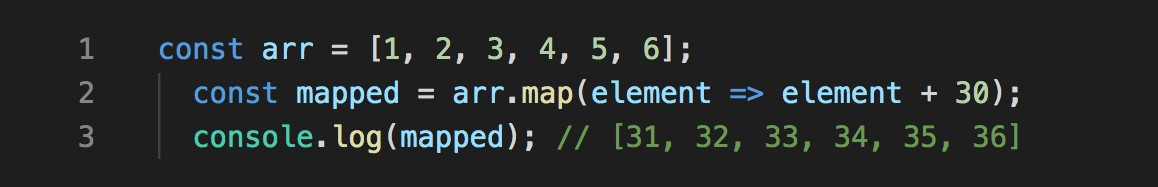 1 const arr = [1, 2, 3, 4, 5, 6];
2 const mapped = arr.map(element => element + 30);
3 console.log(mapped); // [31, 32, 33, 34, 35, 36]